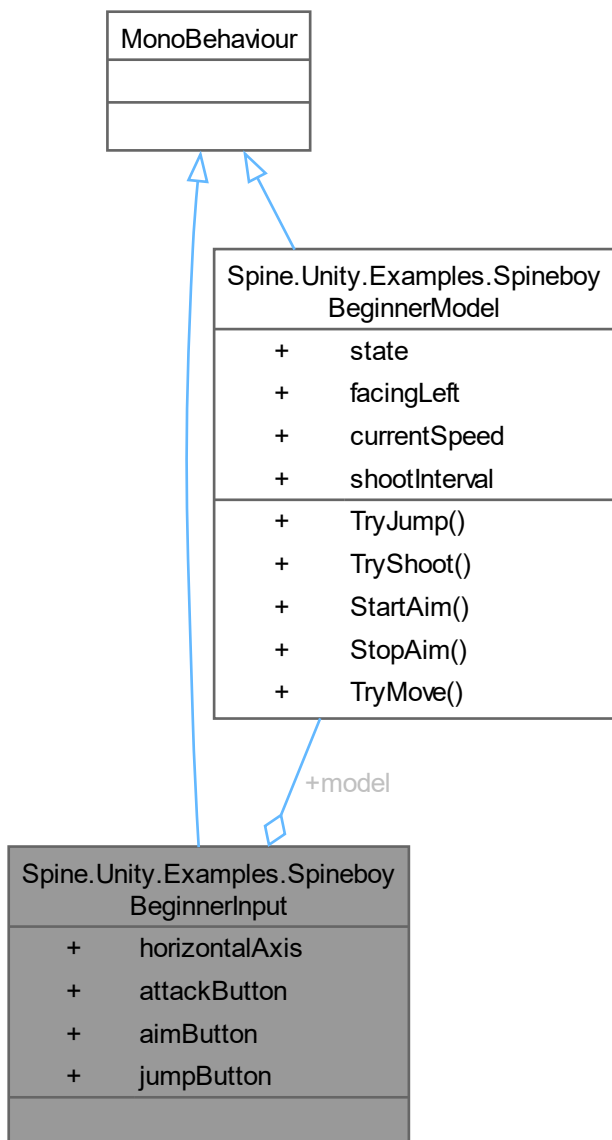 MonoBehaviour
Spine.Unity.Examples.Spineboy
BeginnerModel
+ state
+ facingLeft
+ currentSpeed
+ shootInterval
+ TryJump()
+ TryShoot()
+ StartAim()
+ StopAim()
+ TryMove()
+model
Spine.Unity.Examples.Spineboy
BeginnerInput
+ horizontalAxis
+ attackButton
+ aimButton
+ jumpButton